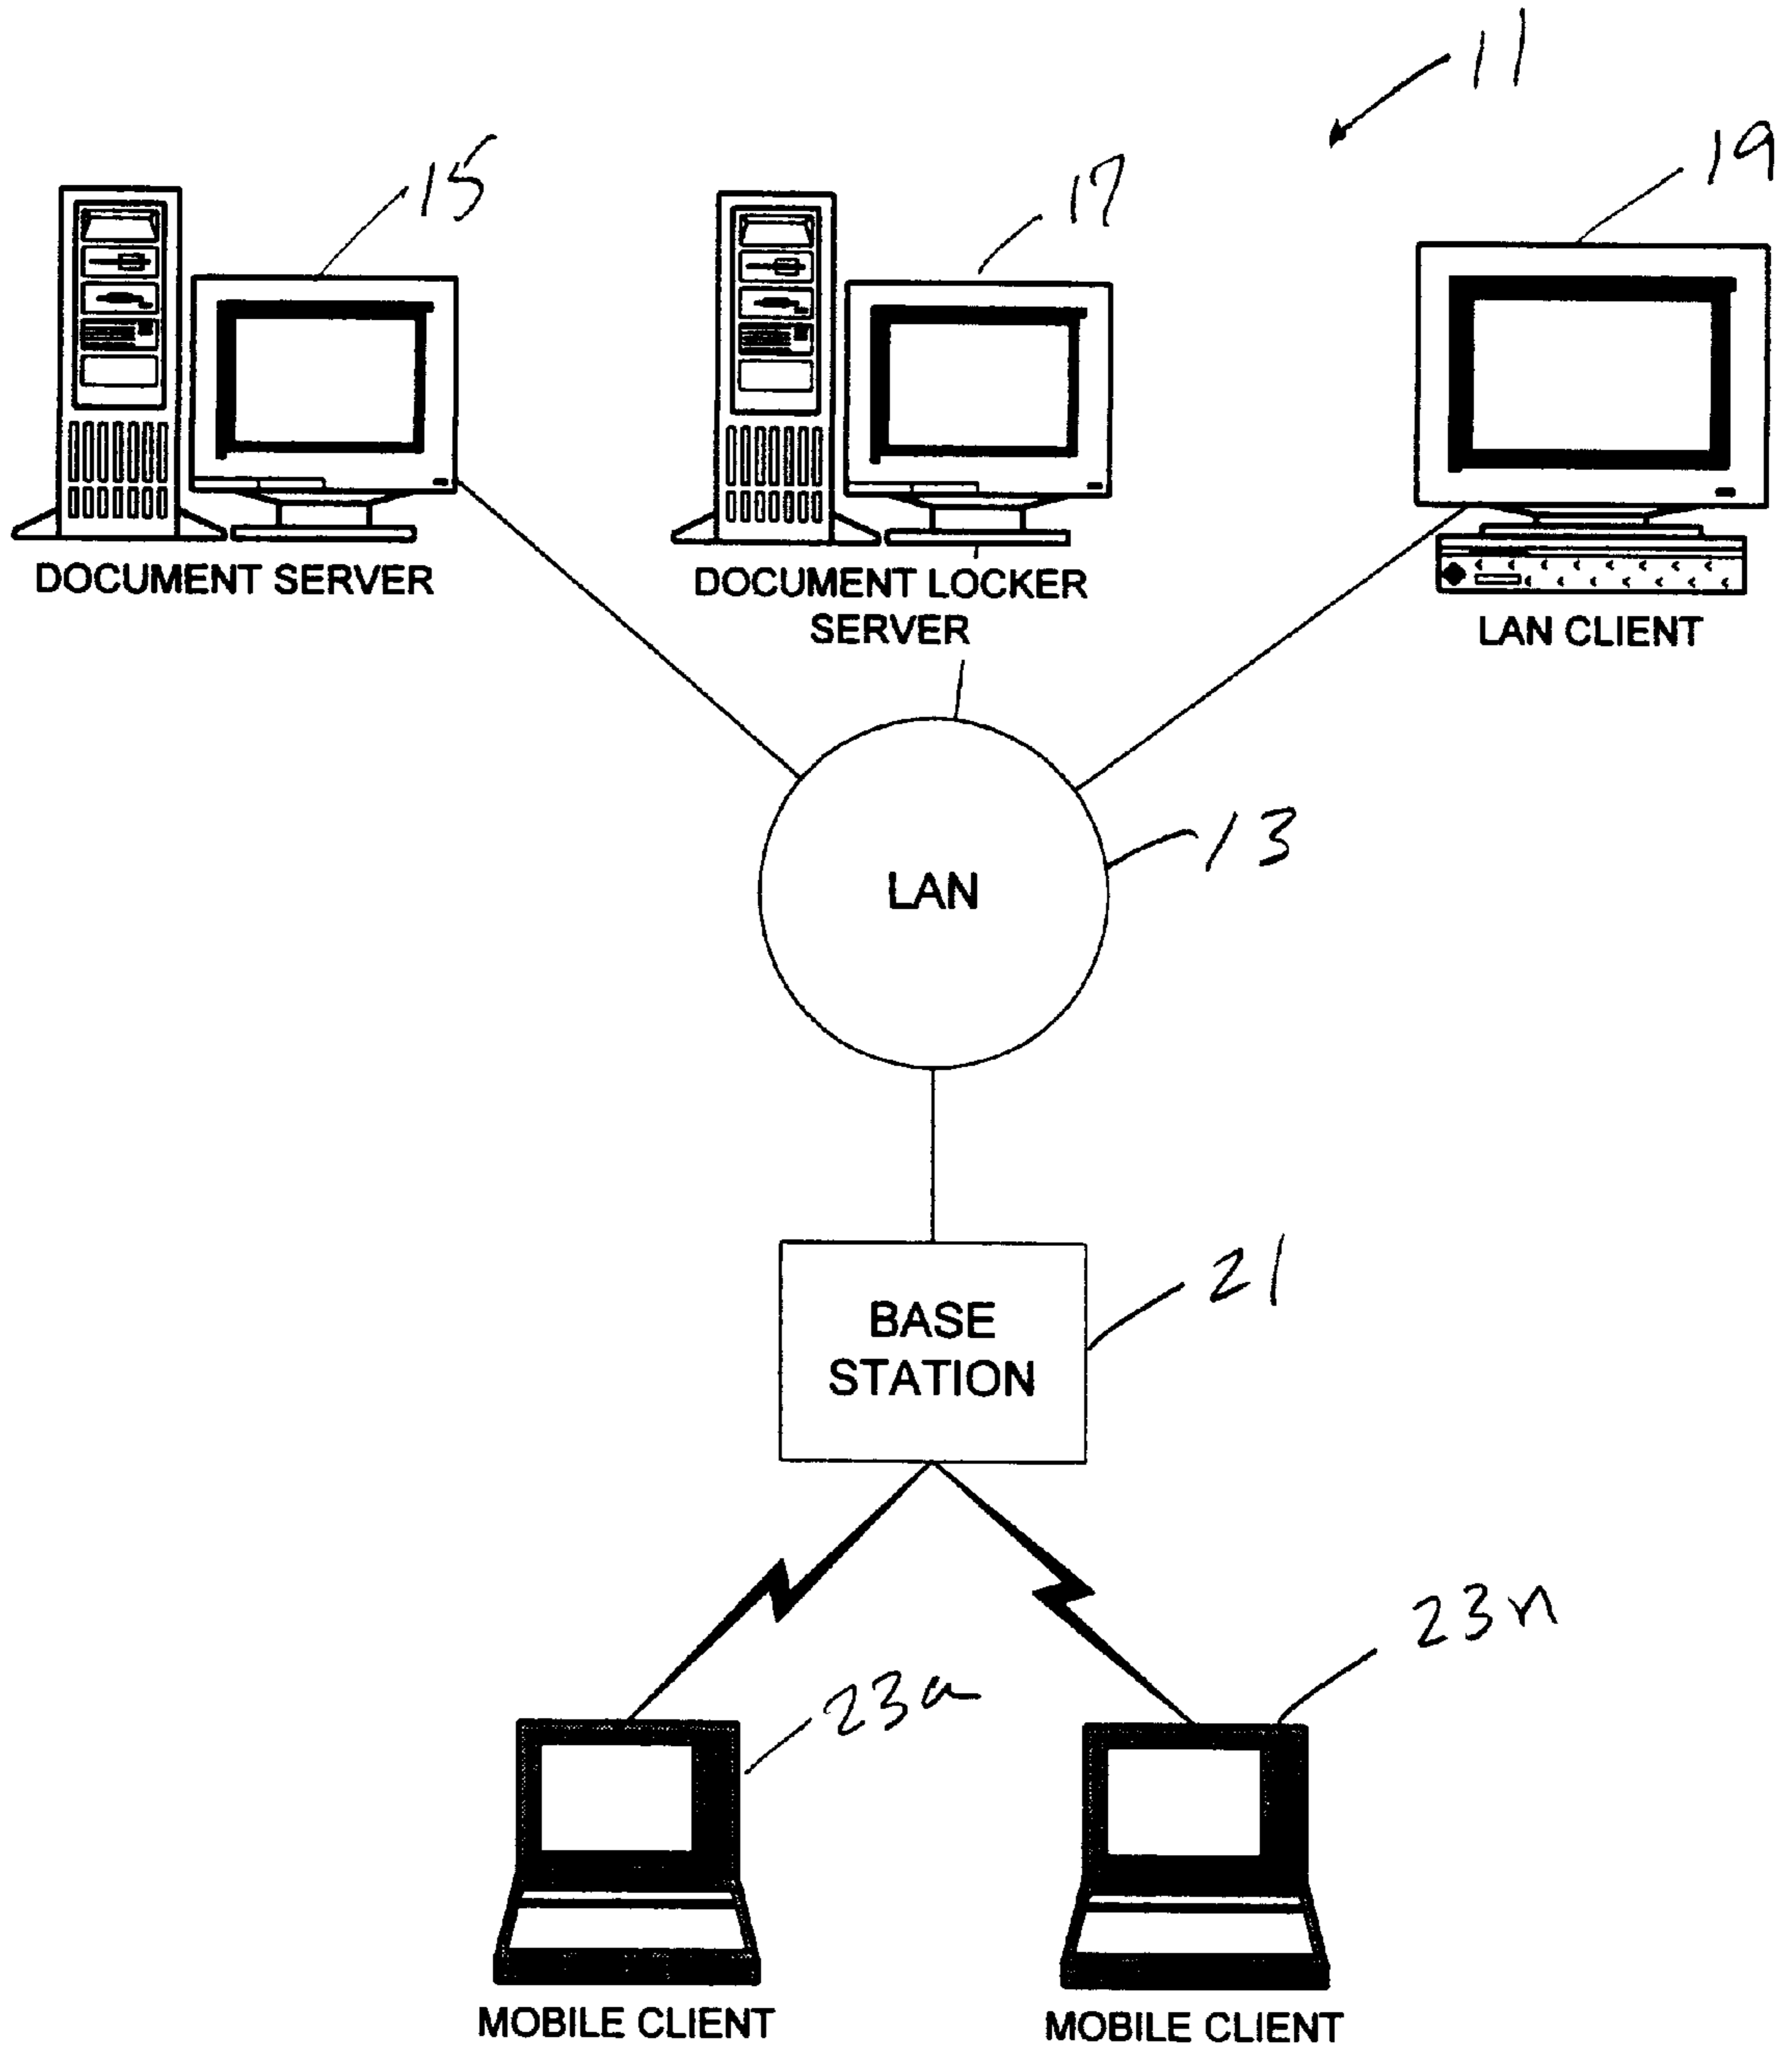 11
15
17
19
DOCUMENT SERVER
DOCUMENT LOCKER
SERVER
LAN CLIENT
13
LAN
21
BASE
STATION
23n
23a
MOBILE CLIENT
MOBILE CLIENT